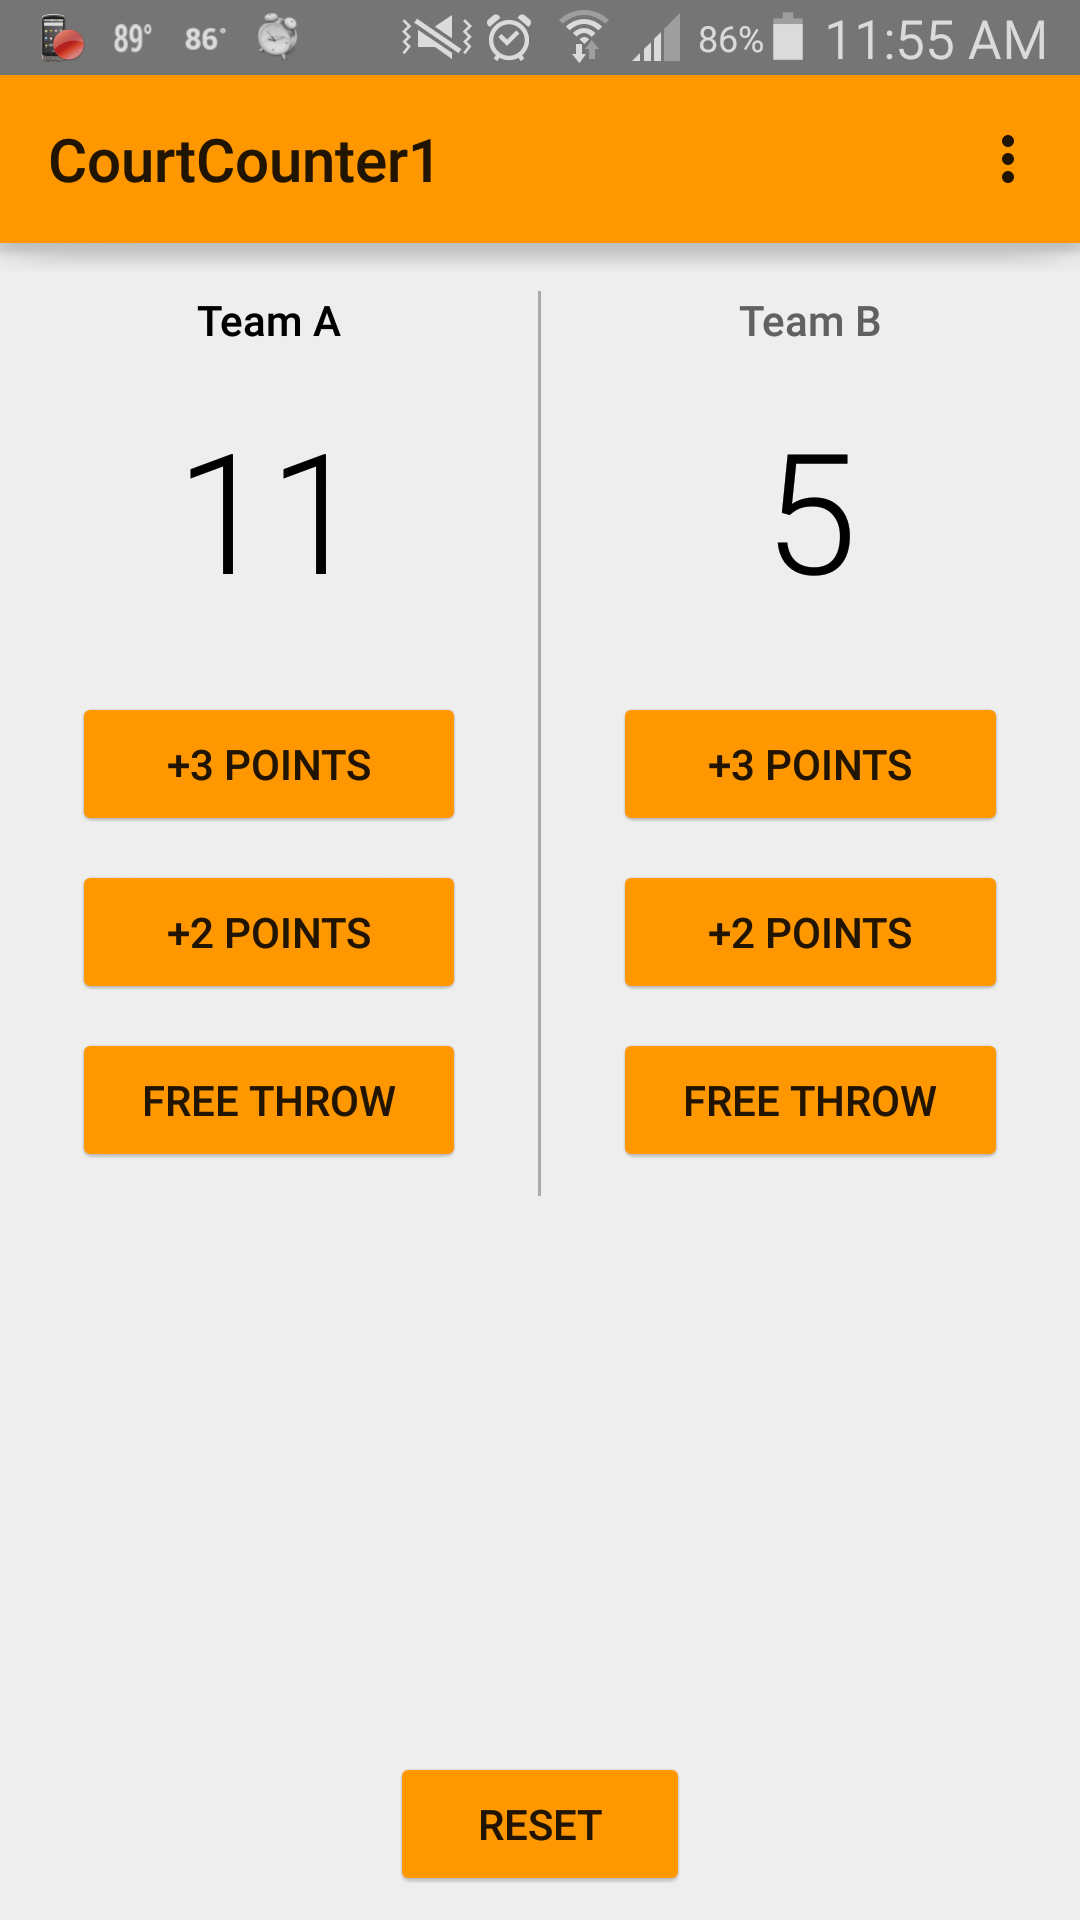 89° 86° 86% 11:55 AM
CourtCounter1
Team A Team B
11 5
+3 POINTS +3 POINTS
+2 POINTS +2 POINTS
FREE THROW FREE THROW
RESET